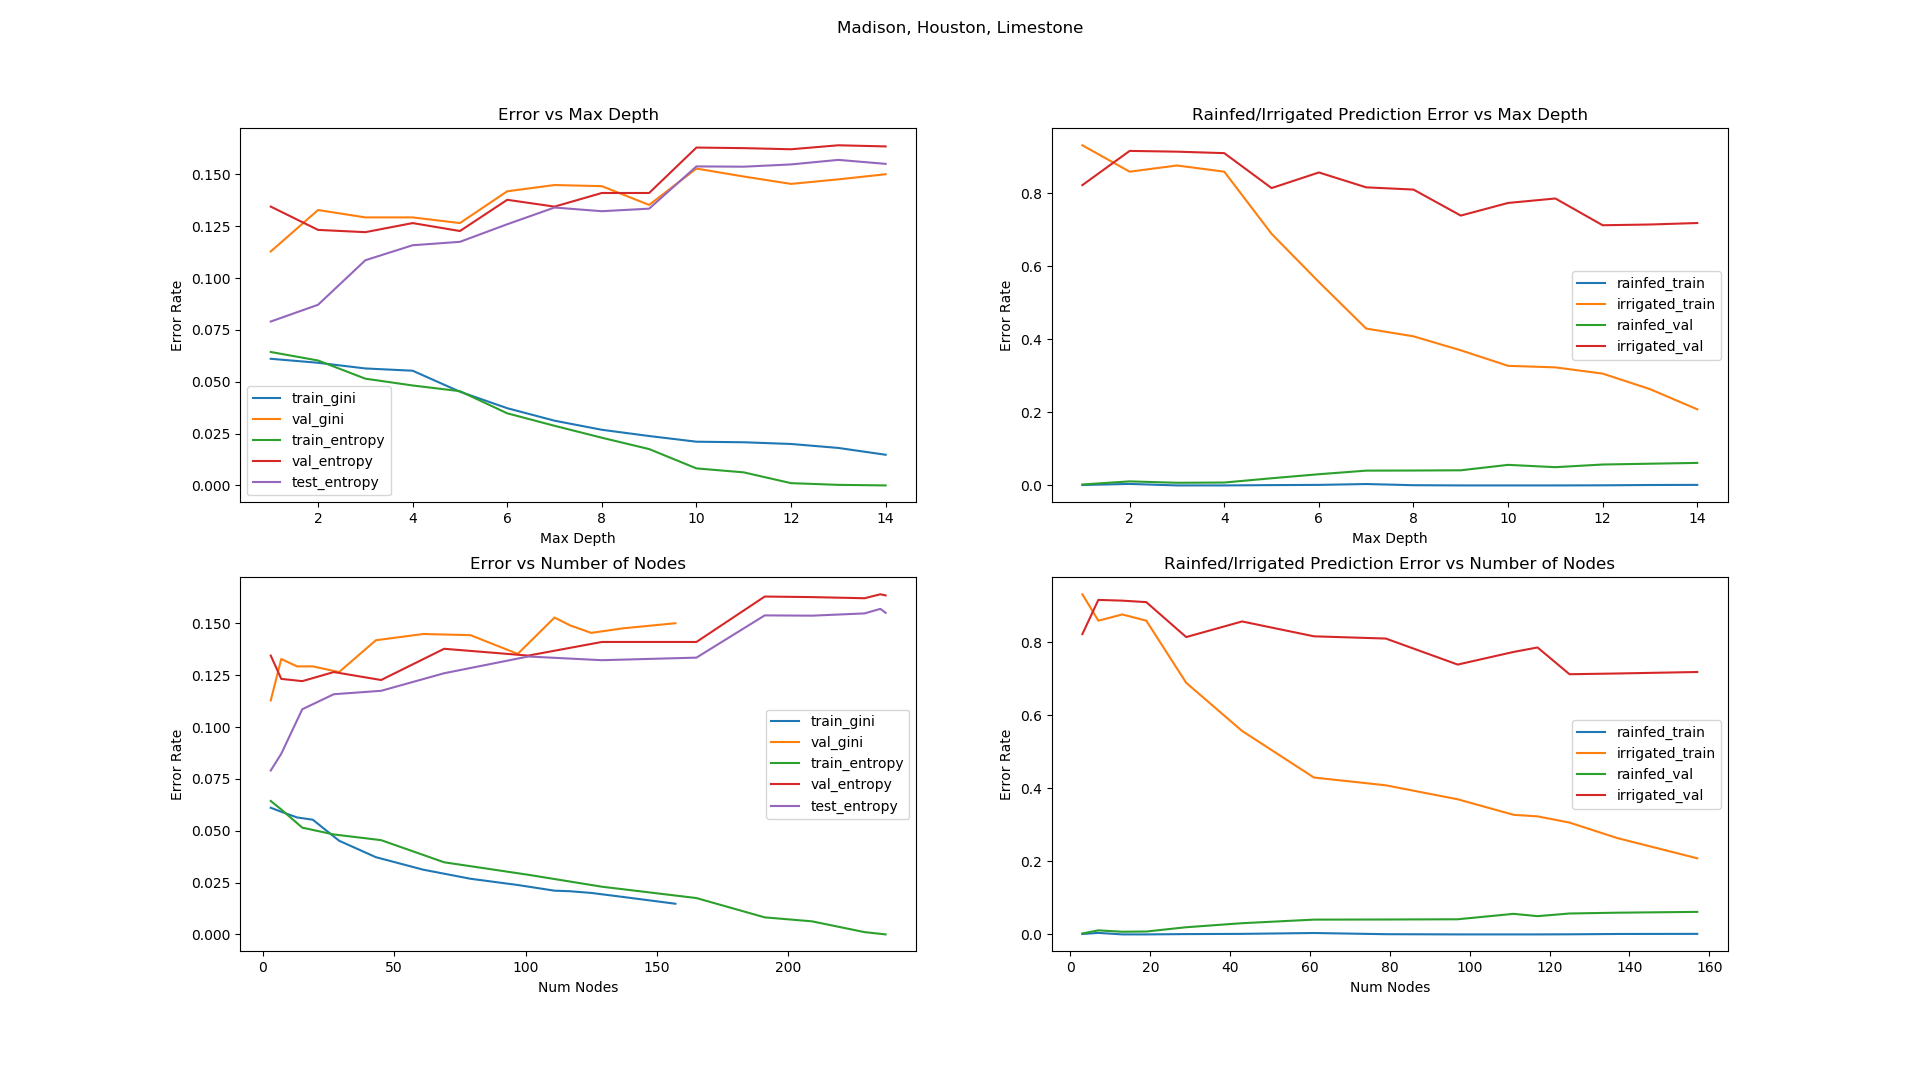 Madison, Houston, Limestone
Error vs Max Depth
Error Rate
0.150
0.125
0.100
0.075
0.050
0.025
0.000
train_gini
val_gini
train_entropy
val_entropy
test_entropy
2 4 6 8 10 12 14
Max Depth
Rainfed/Irrigated Prediction Error vs Max Depth
Error Rate
0.8
0.6
0.4
0.2
0.0
rainfed_train
irrigated_train
rainfed_val
irrigated_val
2 4 6 8 10 12 14
Max Depth
Error vs Number of Nodes
Error Rate
0.150
0.125
0.100
0.075
0.050
0.025
0.000
train_gini
val_gini
train_entropy
val_entropy
test_entropy
0 50 100 150 200
Num Nodes
Rainfed/Irrigated Prediction Error vs Number of Nodes
Error Rate
0.8
0.6
0.4
0.2
0.0
rainfed_train
irrigated_train
rainfed_val
irrigated_val
0 20 40 60 80 100 120 140 160
Num Nodes